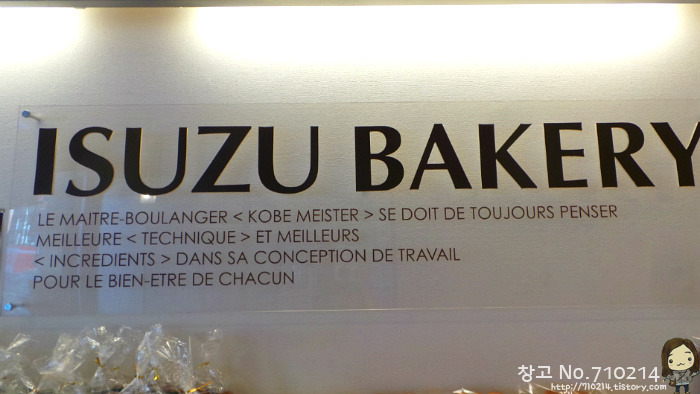 ISUZU BAKERY
LE MAITRE-BOULANGER < KOBE MEISTER > SE DOIT DE TOUJOURS PENSER
MEILLEURE < TECHNIQUE > ET MEILLEURS
< INCREDIENTS > DANS SA CONCEPTION DE TRAVAIL
POUR LE BIEN-ETRE DE CHACUN
창고 No.710214
http://710214.tistory.com